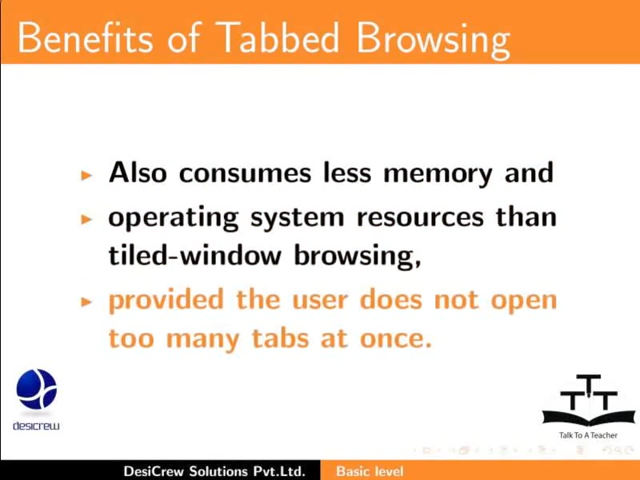 Benefits of Tabbed Browsing
Also consumes less memory and
operating system resources than
tiled-window browsing,
provided the user does not open
too many tabs at once.
desicrew
TTT
Talk To A Teacher
DesiCrew Solutions Pvt.Ltd. Basic level